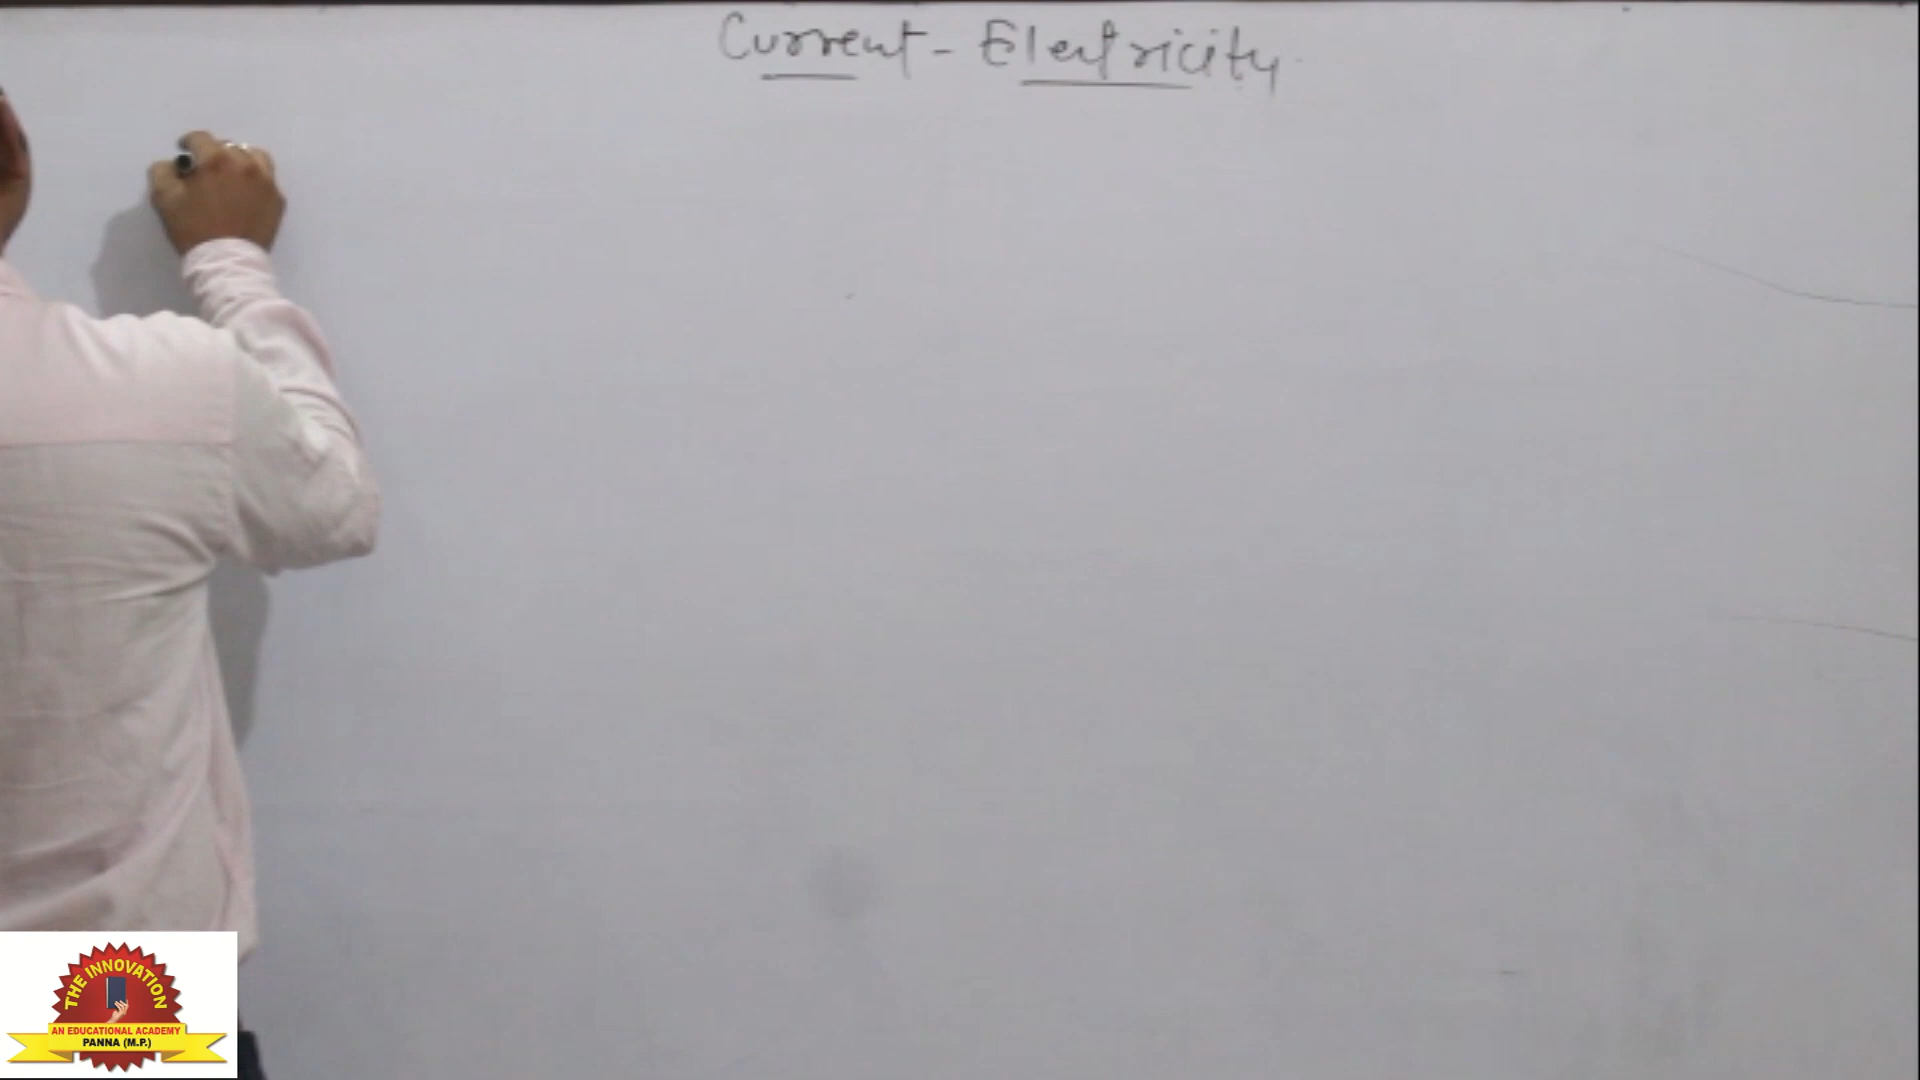 Current - Electricity
THE INNOVATION
AN EDUCATIONAL ACADEMY
PANNA (M.P.)